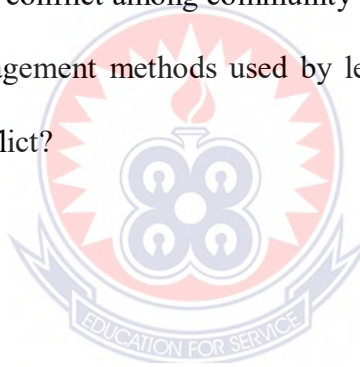 conflict among community
agement methods used by le
lict?
EDUCATION FOR SERVICE